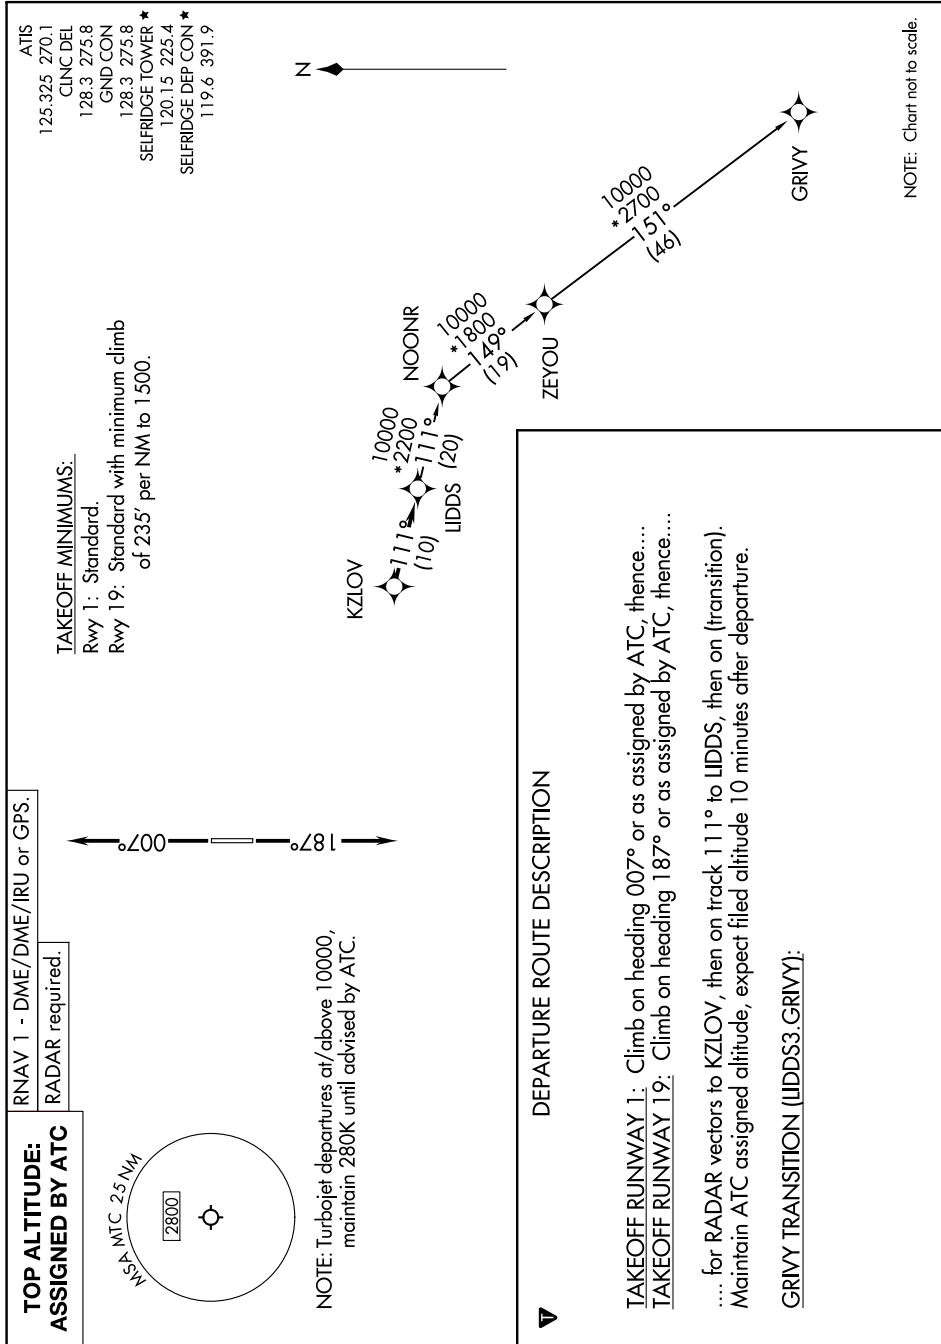 TOP ALTITUDE:
ASSIGNED BY ATC
RNAV 1 - DME/DME/IRU or GPS.
RADAR required.
ATIS
125.325 270.1
CLNC DEL
128.3 275.8
GND CON
128.3 275.8
SELFRIDGE TOWER ★
120.15 225.4
SELFRIDGE DEP CON ★
119.6 391.9
MSA MTC 25 NM
2800
007°
187°
TAKEOFF MINIMUMS:
Rwy 1: Standard.
Rwy 19: Standard with minimum climb
of 235' per NM to 1500.
N
NOTE: Turbojet departures at/above 10000,
maintain 280K until advised by ATC.
KZLOV
111°
(10)
LIDDS
10000
*2200
111°
(20)
NOONR
10000
*1800
149°
(19)
ZEYOU
10000
*2700
151°
(46)
GRIVY
NOTE: Chart not to scale.
DEPARTURE ROUTE DESCRIPTION
T
TAKEOFF RUNWAY 1: Climb on heading 007° or as assigned by ATC, thence....
TAKEOFF RUNWAY 19: Climb on heading 187° or as assigned by ATC, thence....
.... for RADAR vectors to KZLOV, then on track 111° to LIDDS, then on (transition).
Maintain ATC assigned altitude, expect filed altitude 10 minutes after departure.
GRIVY TRANSITION (LIDDS3.GRIVY):